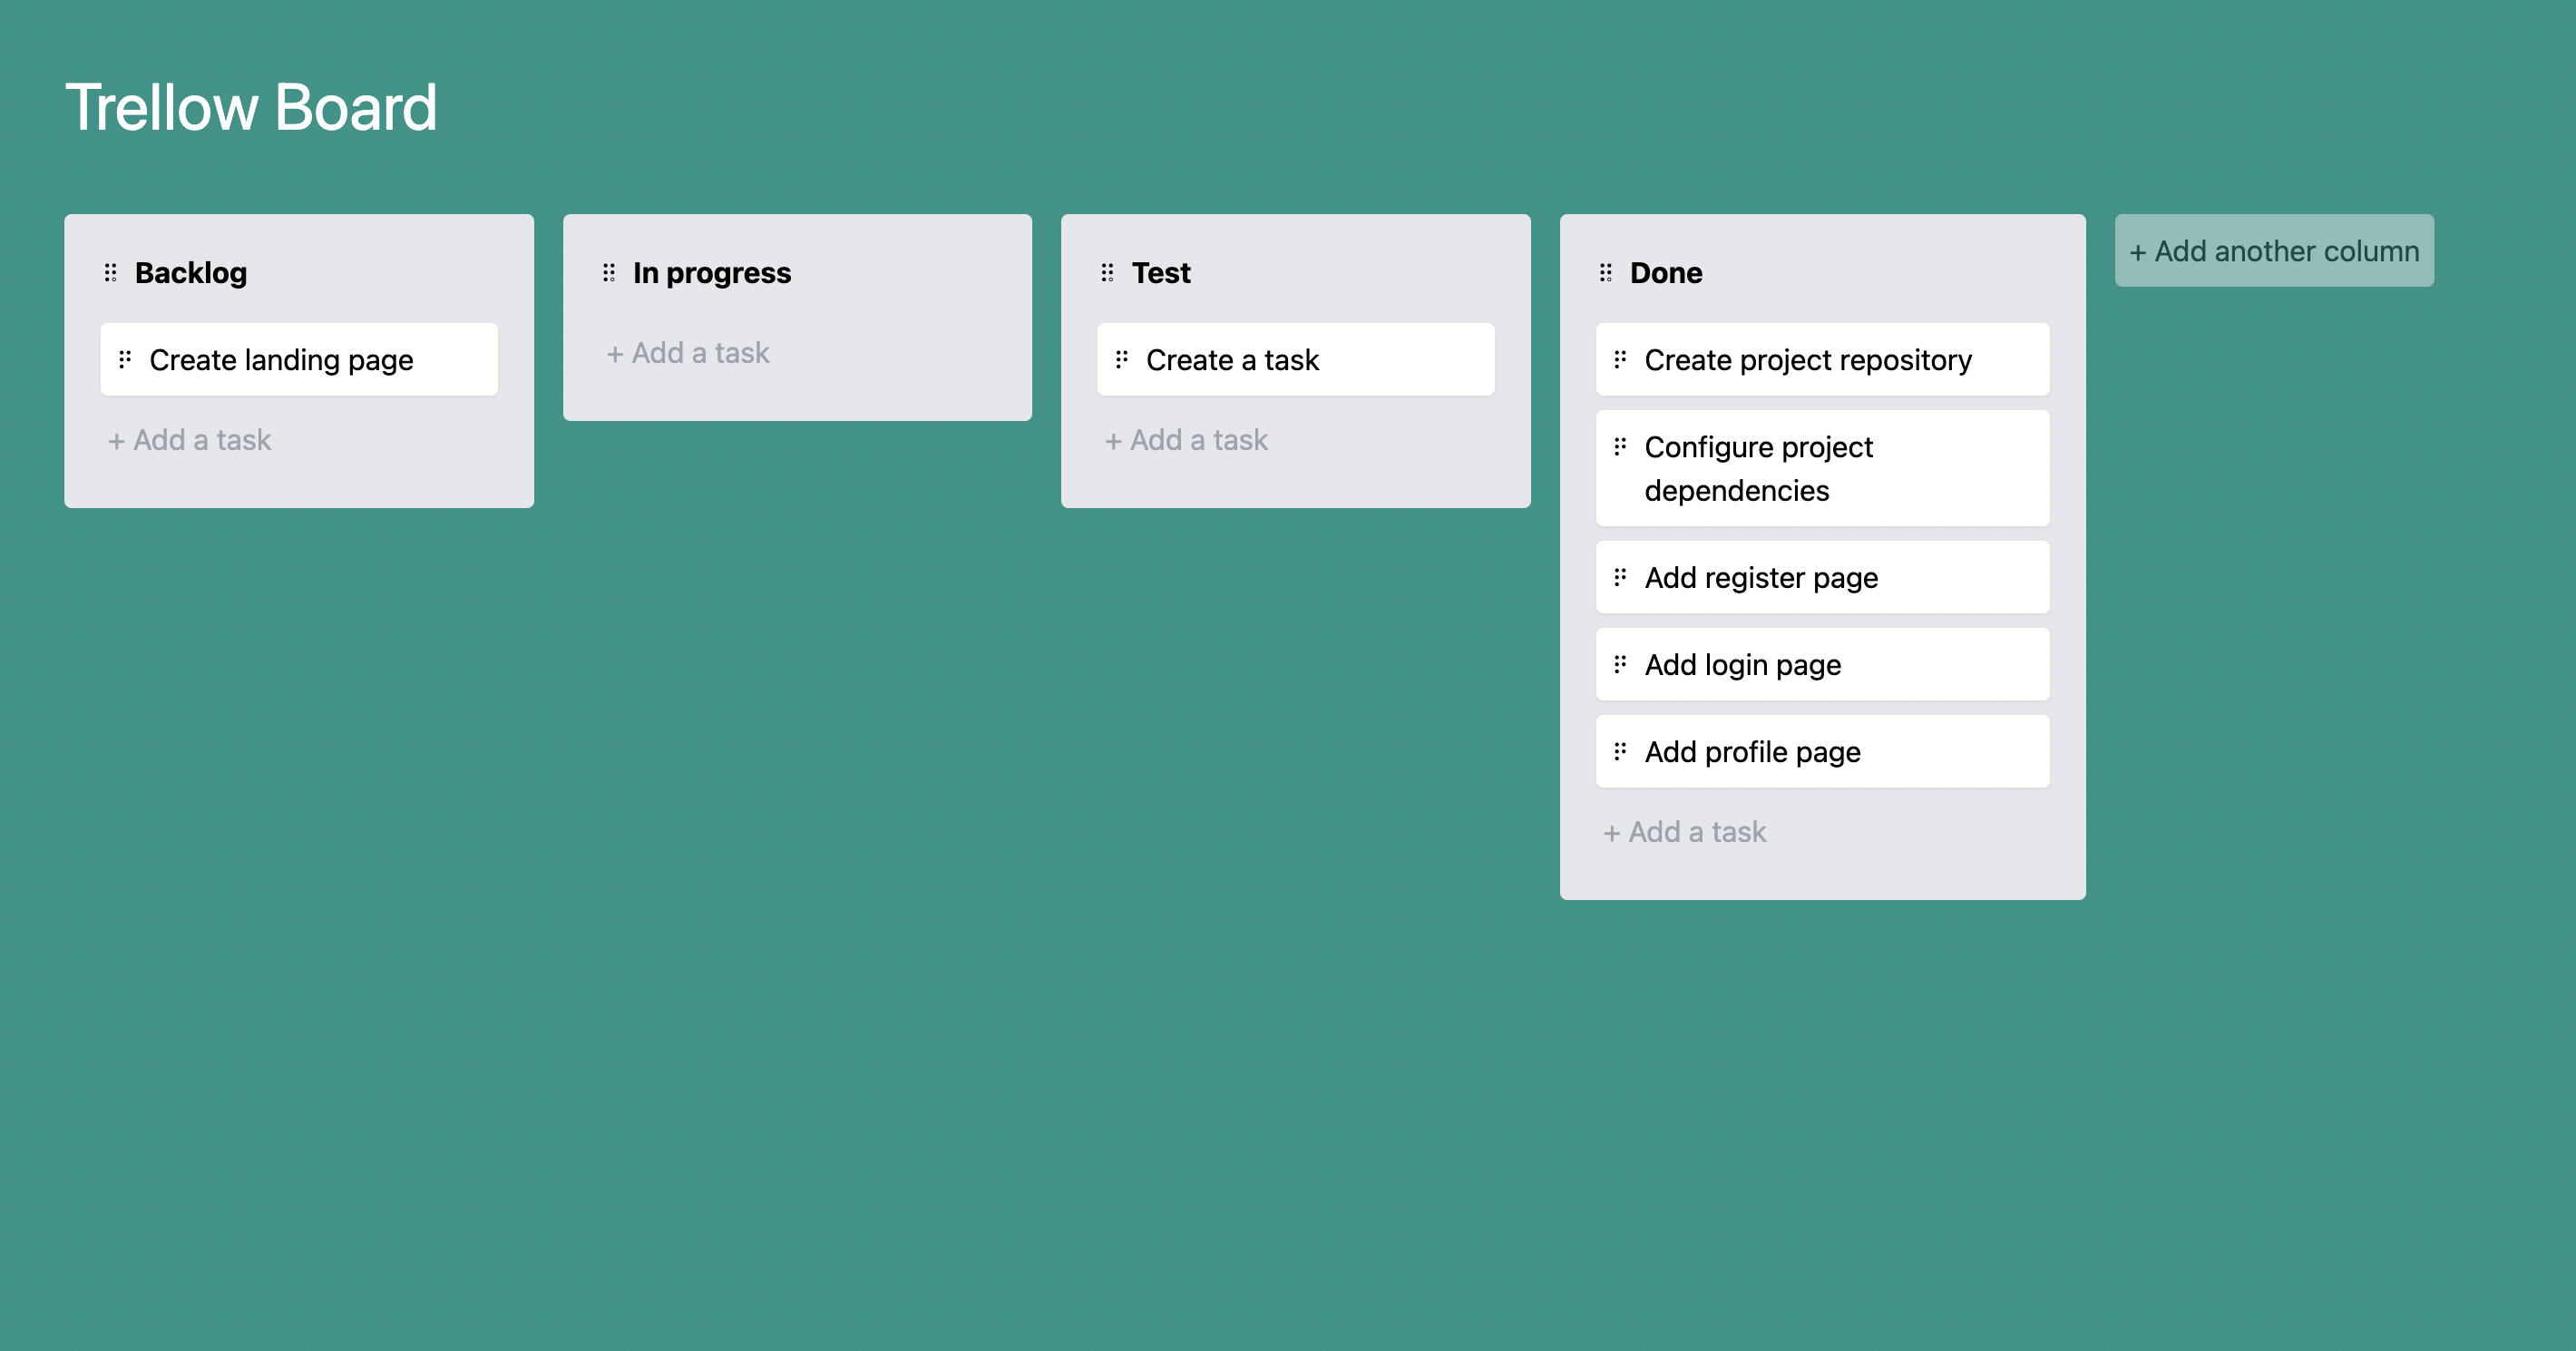 Trellow Board
Backlog
Create landing page
+ Add a task
In progress
+ Add a task
Test
Create a task
+ Add a task
Done
Create project repository
Configure project
dependencies
Add register page
Add login page
Add profile page
+ Add a task
+ Add another column